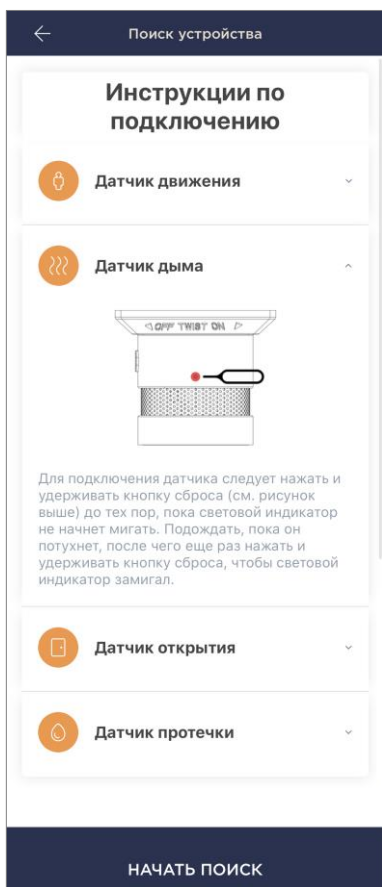 Поиск устройства
Инструкции по
подключению
Датчик движения
Датчик дыма
OFF TWIST ON
Для подключения датчика следует нажать и
удерживать кнопку сброса (см. рисунок
выше) до тех пор, пока световой индикатор
не начнет мигать. Подождать, пока он
потухнет, после чего еще раз нажать и
удерживать кнопку сброса, чтобы световой
индикатор замигал.
Датчик открытия
Датчик протечки
НАЧАТЬ ПОИСК